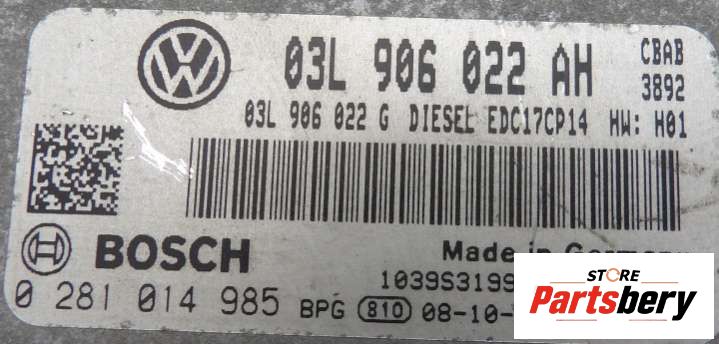 03L 906 022 AH CBAB
3892
03L 906 022 G DIESEL EDC17CP14 HW: H01
BOSCH
Made in Germany
1039S3199
0 281 014 985 BPG 810 08-10-
STORE
Partsbery